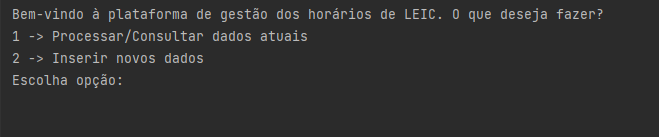 Bem-vindo à plataforma de gestão dos horários de LEIC. O que deseja fazer?
1 -> Processar/Consultar dados atuais
2 -> Inserir novos dados
Escolha opção: